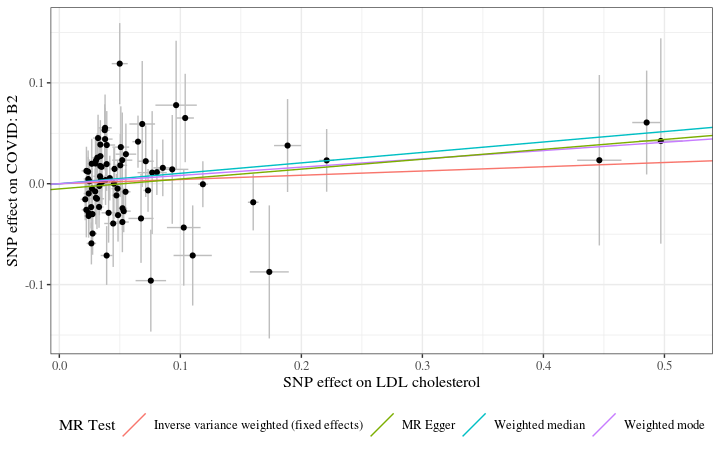 SNP effect on COVID: B2
0.1
0.0
-0.1
0.0 0.1 0.2 0.3 0.4 0.5
SNP effect on LDL cholesterol
MR Test Inverse variance weighted (fixed effects) MR Egger Weighted median Weighted mode